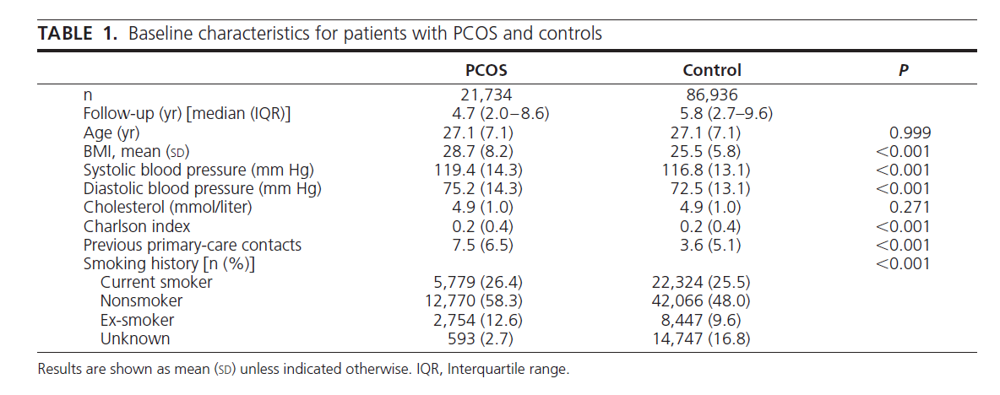 TABLE 1. Baseline characteristics for patients with PCOS and controls
PCOS Control P
n 21,734 86,936
Follow-up (yr) [median (IQR)] 4.7 (2.0–8.6) 5.8 (2.7–9.6)
Age (yr) 27.1 (7.1) 27.1 (7.1) 0.999
BMI, mean (SD) 28.7 (8.2) 25.5 (5.8) <0.001
Systolic blood pressure (mm Hg) 119.4 (14.3) 116.8 (13.1) <0.001
Diastolic blood pressure (mm Hg) 75.2 (14.3) 72.5 (13.1) <0.001
Cholesterol (mmol/liter) 4.9 (1.0) 4.9 (1.0) 0.271
Charlson index 0.2 (0.4) 0.2 (0.4) <0.001
Previous primary-care contacts 7.5 (6.5) 3.6 (5.1) <0.001
Smoking history [n (%)] <0.001
Current smoker 5,779 (26.4) 22,324 (25.5)
Nonsmoker 12,770 (58.3) 42,066 (48.0)
Ex-smoker 2,754 (12.6) 8,447 (9.6)
Unknown 593 (2.7) 14,747 (16.8)
Results are shown as mean (SD) unless indicated otherwise. IQR, Interquartile range.